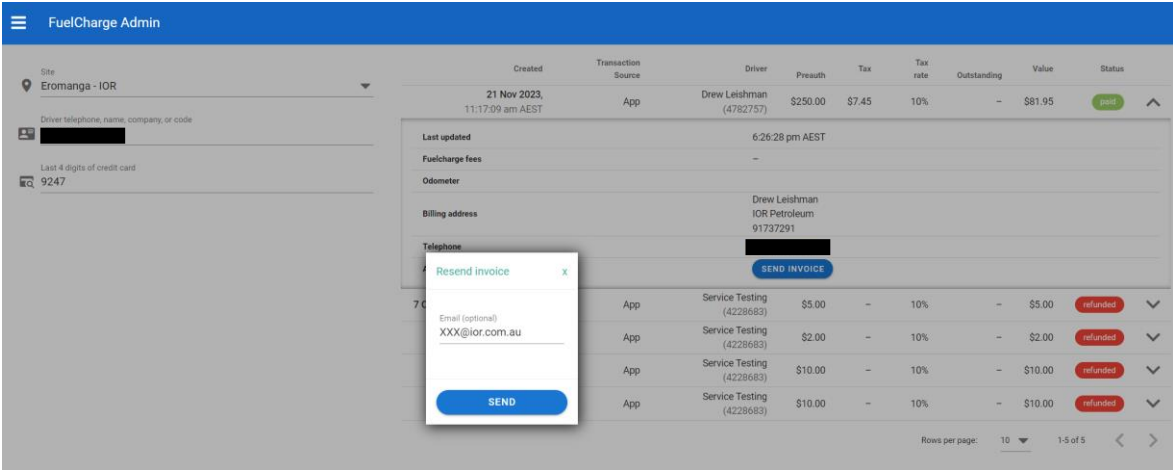 FuelCharge Admin
Site
Eromanga - IOR
Driver telephone, name, company, or code
Last 4 digits of credit card
9247
Created Transaction Source Driver Preauth Tax Tax rate Outstanding Value Status
21 Nov 2023, 11:17:09 am AEST App Drew Leishman (4782757) $250.00 $7.45 10% – $81.95 paid
Last updated 6:26:28 pm AEST
Fuelcharge fees –
Odometer
Billing address
Drew Leishman
IOR Petroleum
91737291
Telephone
SEND INVOICE
Resend invoice x
Email (optional)
XXX@ior.com.au
SEND
App Service Testing (4228683) $5.00 – 10% – $5.00 refunded
App Service Testing (4228683) $2.00 – 10% – $2.00 refunded
App Service Testing (4228683) $10.00 – 10% – $10.00 refunded
App Service Testing (4228683) $10.00 – 10% – $10.00 refunded
Rows per page: 10 1-5 of 5